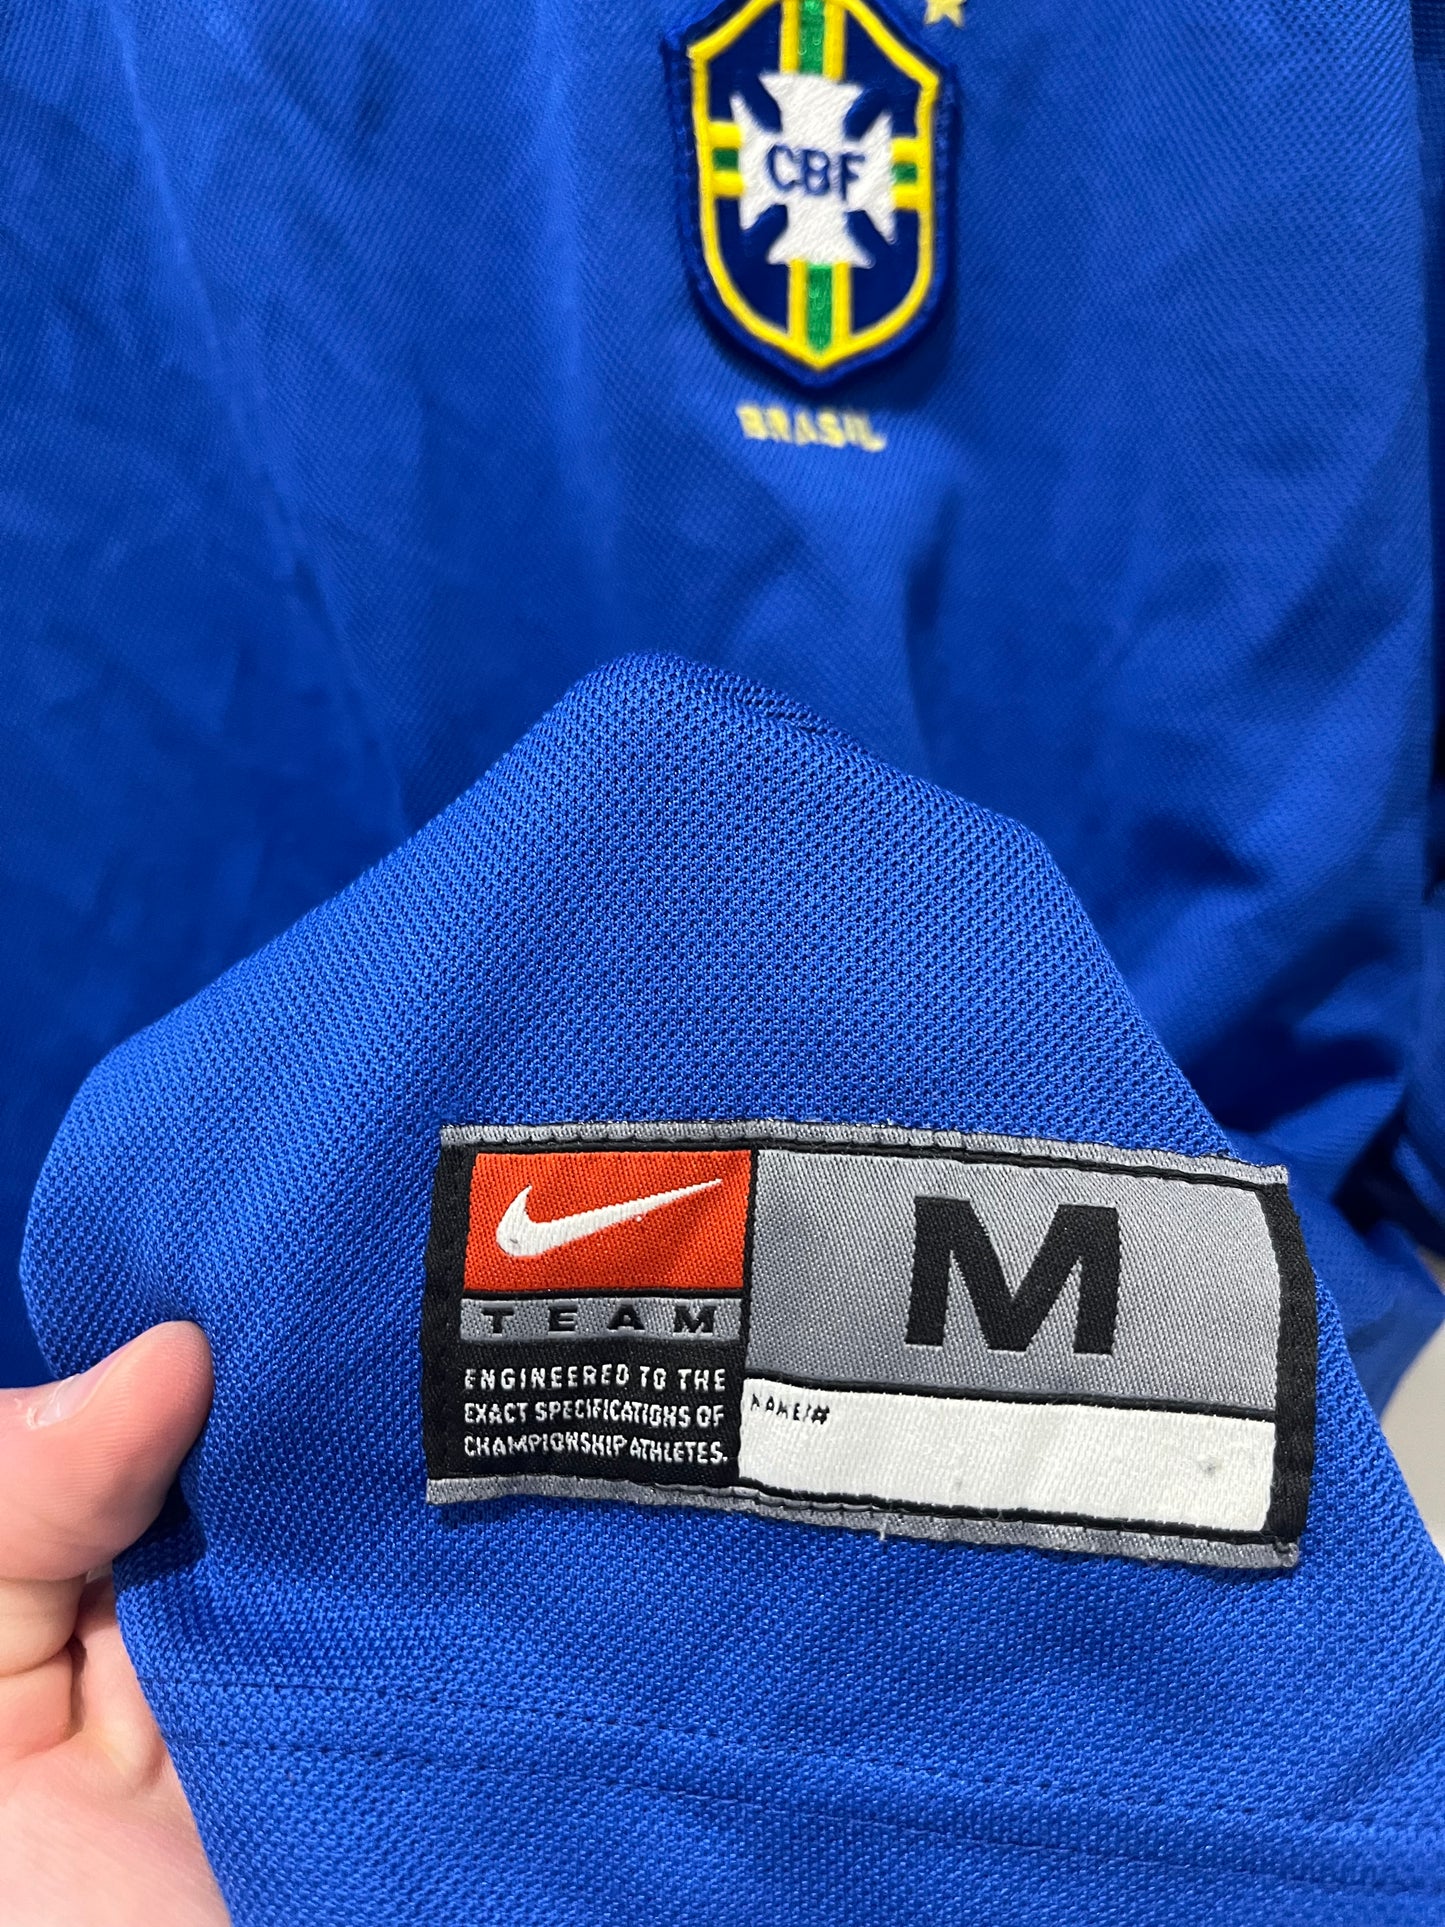 CBF
BRASIL
M
TEAM
ENGINEERED TO THE
EXACT SPECIFICATIONS OF
CHAMPIONSHIP ATHLETES.
NAME/#